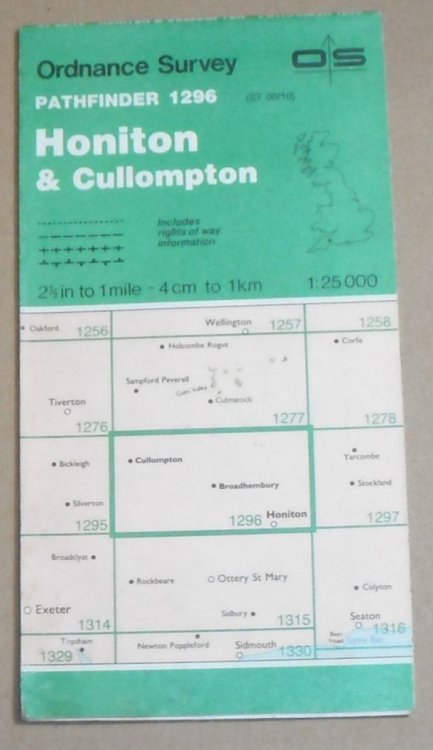 Ordnance Survey
OS
PATHFINDER 1296 (ST 00/10)
Honiton
& Cullompton
Includes
rights of way
information
2½ in to 1 mile - 4 cm to 1 km 1:25 000
Oakford 1256 Wellington 1257 1258
Holcombe Rogus Corfe
Sampford Peverell
Culm Valley
Tiverton Culmstock
1276 1277 1278
Cullompton
Bickleigh Yarcombe
Broadhembury Stockland
Silverton
1295 1296 Honiton 1297
Broadclyst
Rockbeare Ottery St Mary
Colyton
Exeter Sidbury Seaton
1314 1315 1316
Beer Head Lyme Bay
Topsham Newton Poppleford Sidmouth
1329 1330